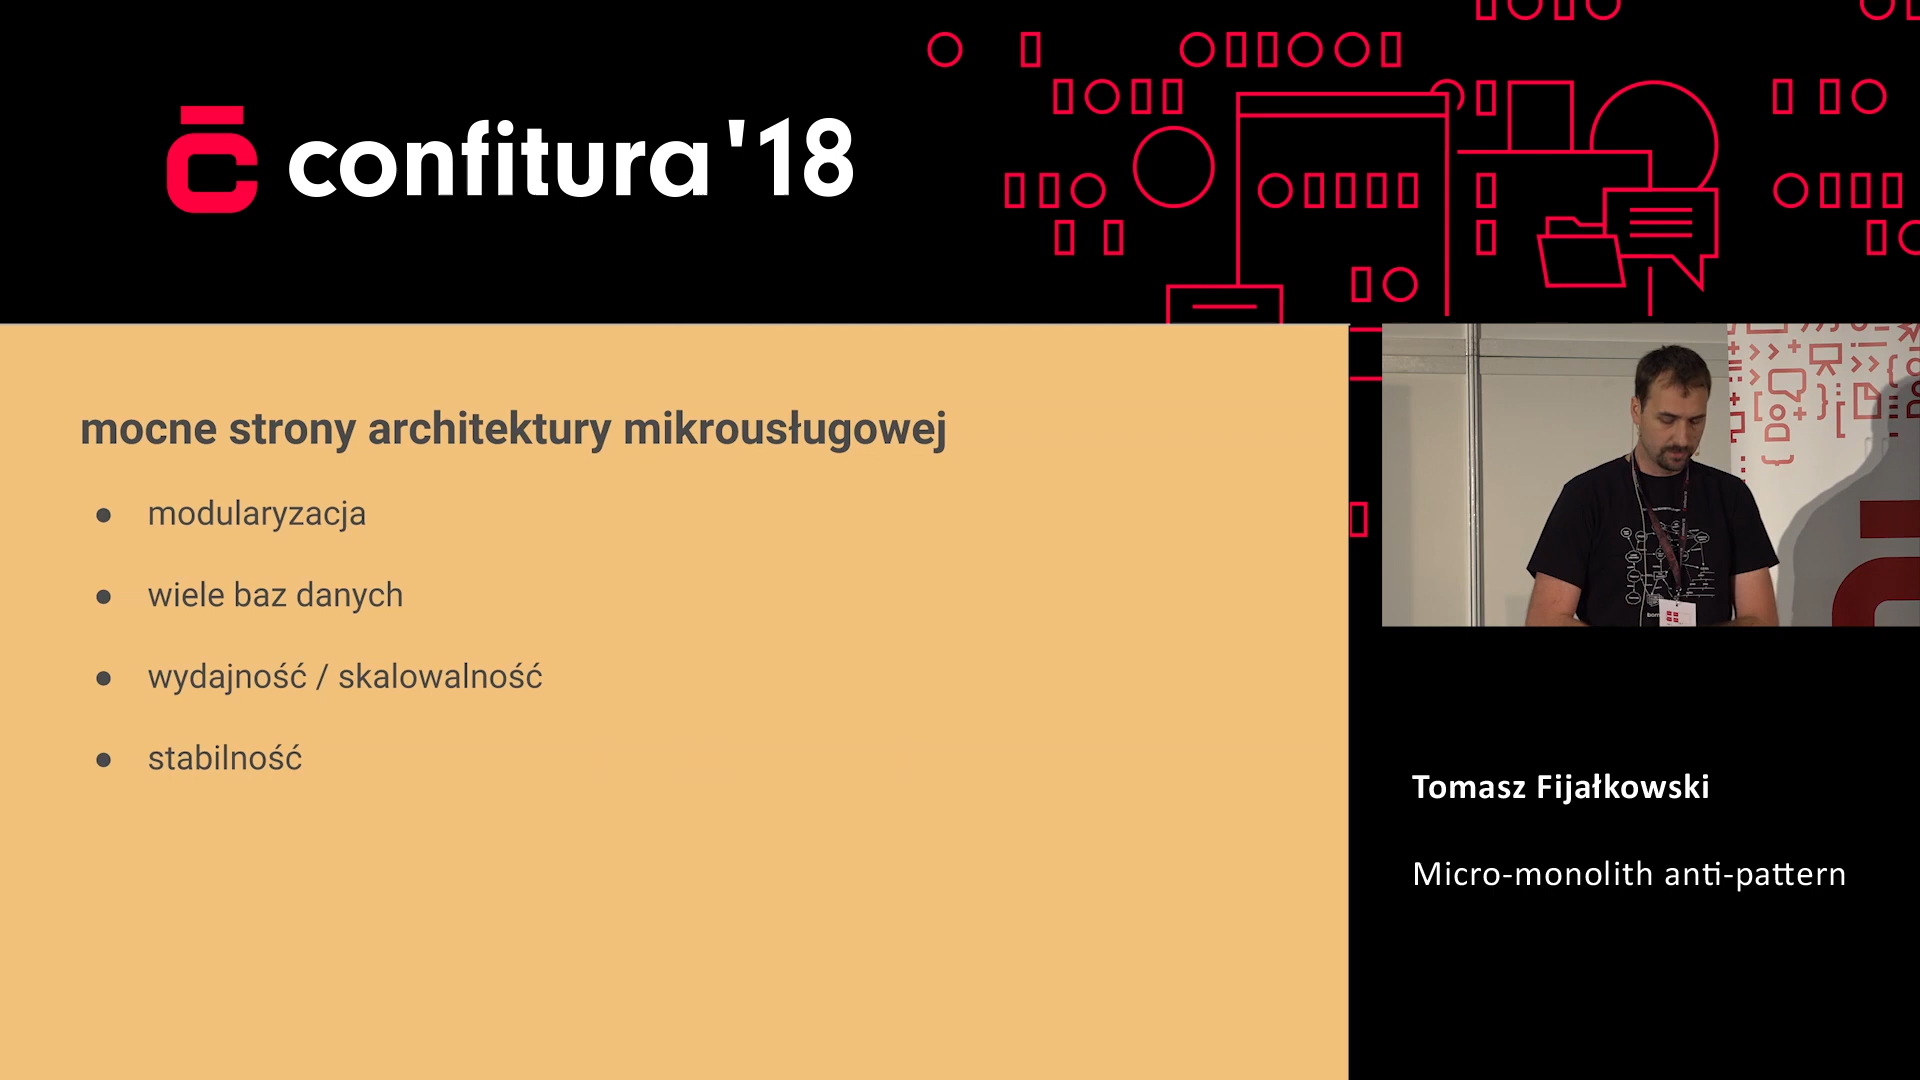 confitura '18
mocne strony architektury mikrousługowej
● modularyzacja
● wiele baz danych
● wydajność / skalowalność
● stabilność
Tomasz Fijałkowski
Micro-monolith anti-pattern